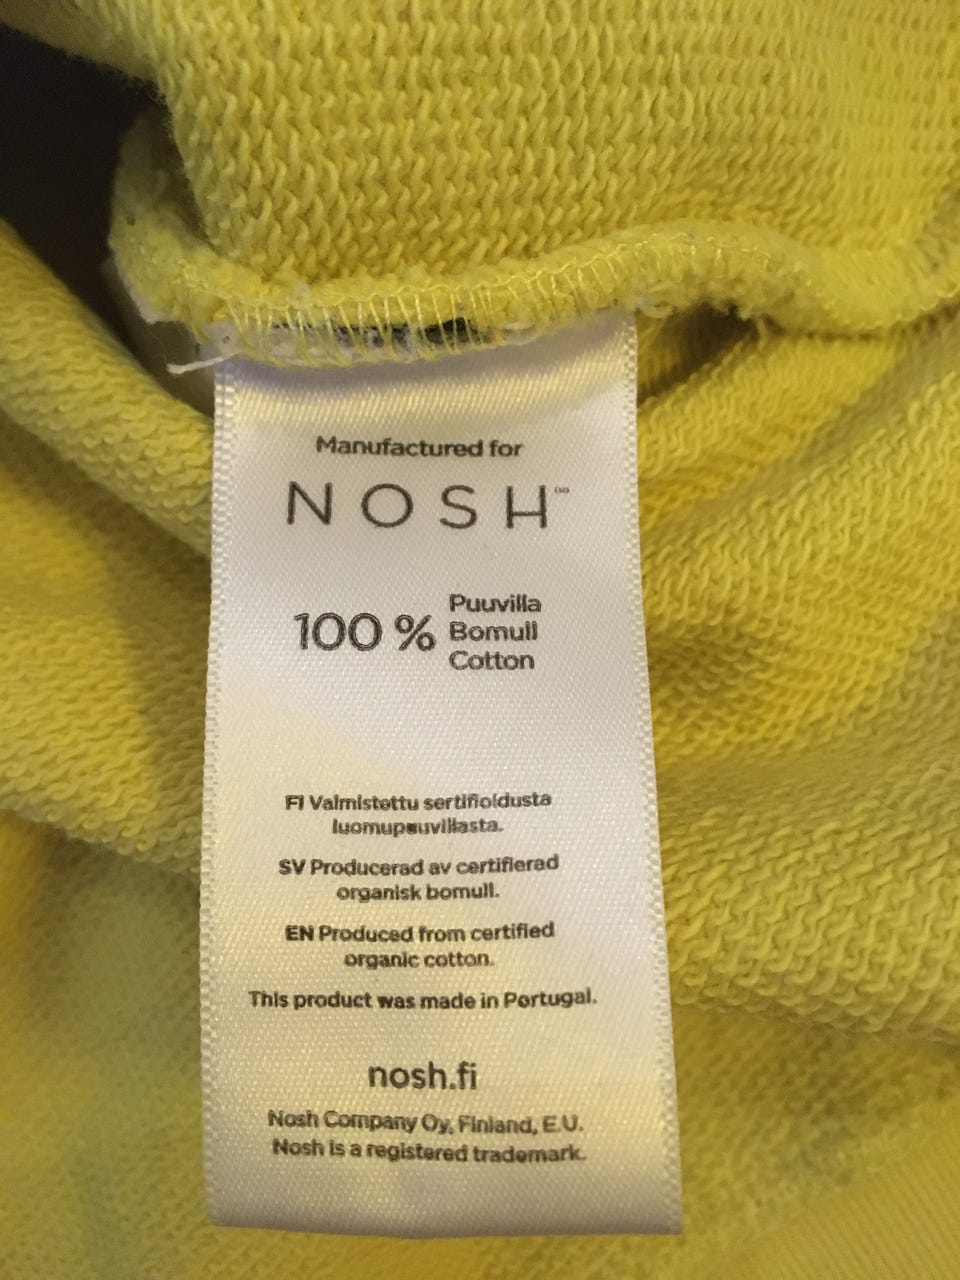 Manufactured for
NOSH™
100 %
Puuvilla
Bomull
Cotton
FI Valmistettu sertifioidusta
luomupuuvillasta.
SV Producerad av certifierad
organisk bomull.
EN Produced from certified
organic cotton.
This product was made in Portugal.
nosh.fi
Nosh Company Oy, Finland, E.U.
Nosh is a registered trademark.